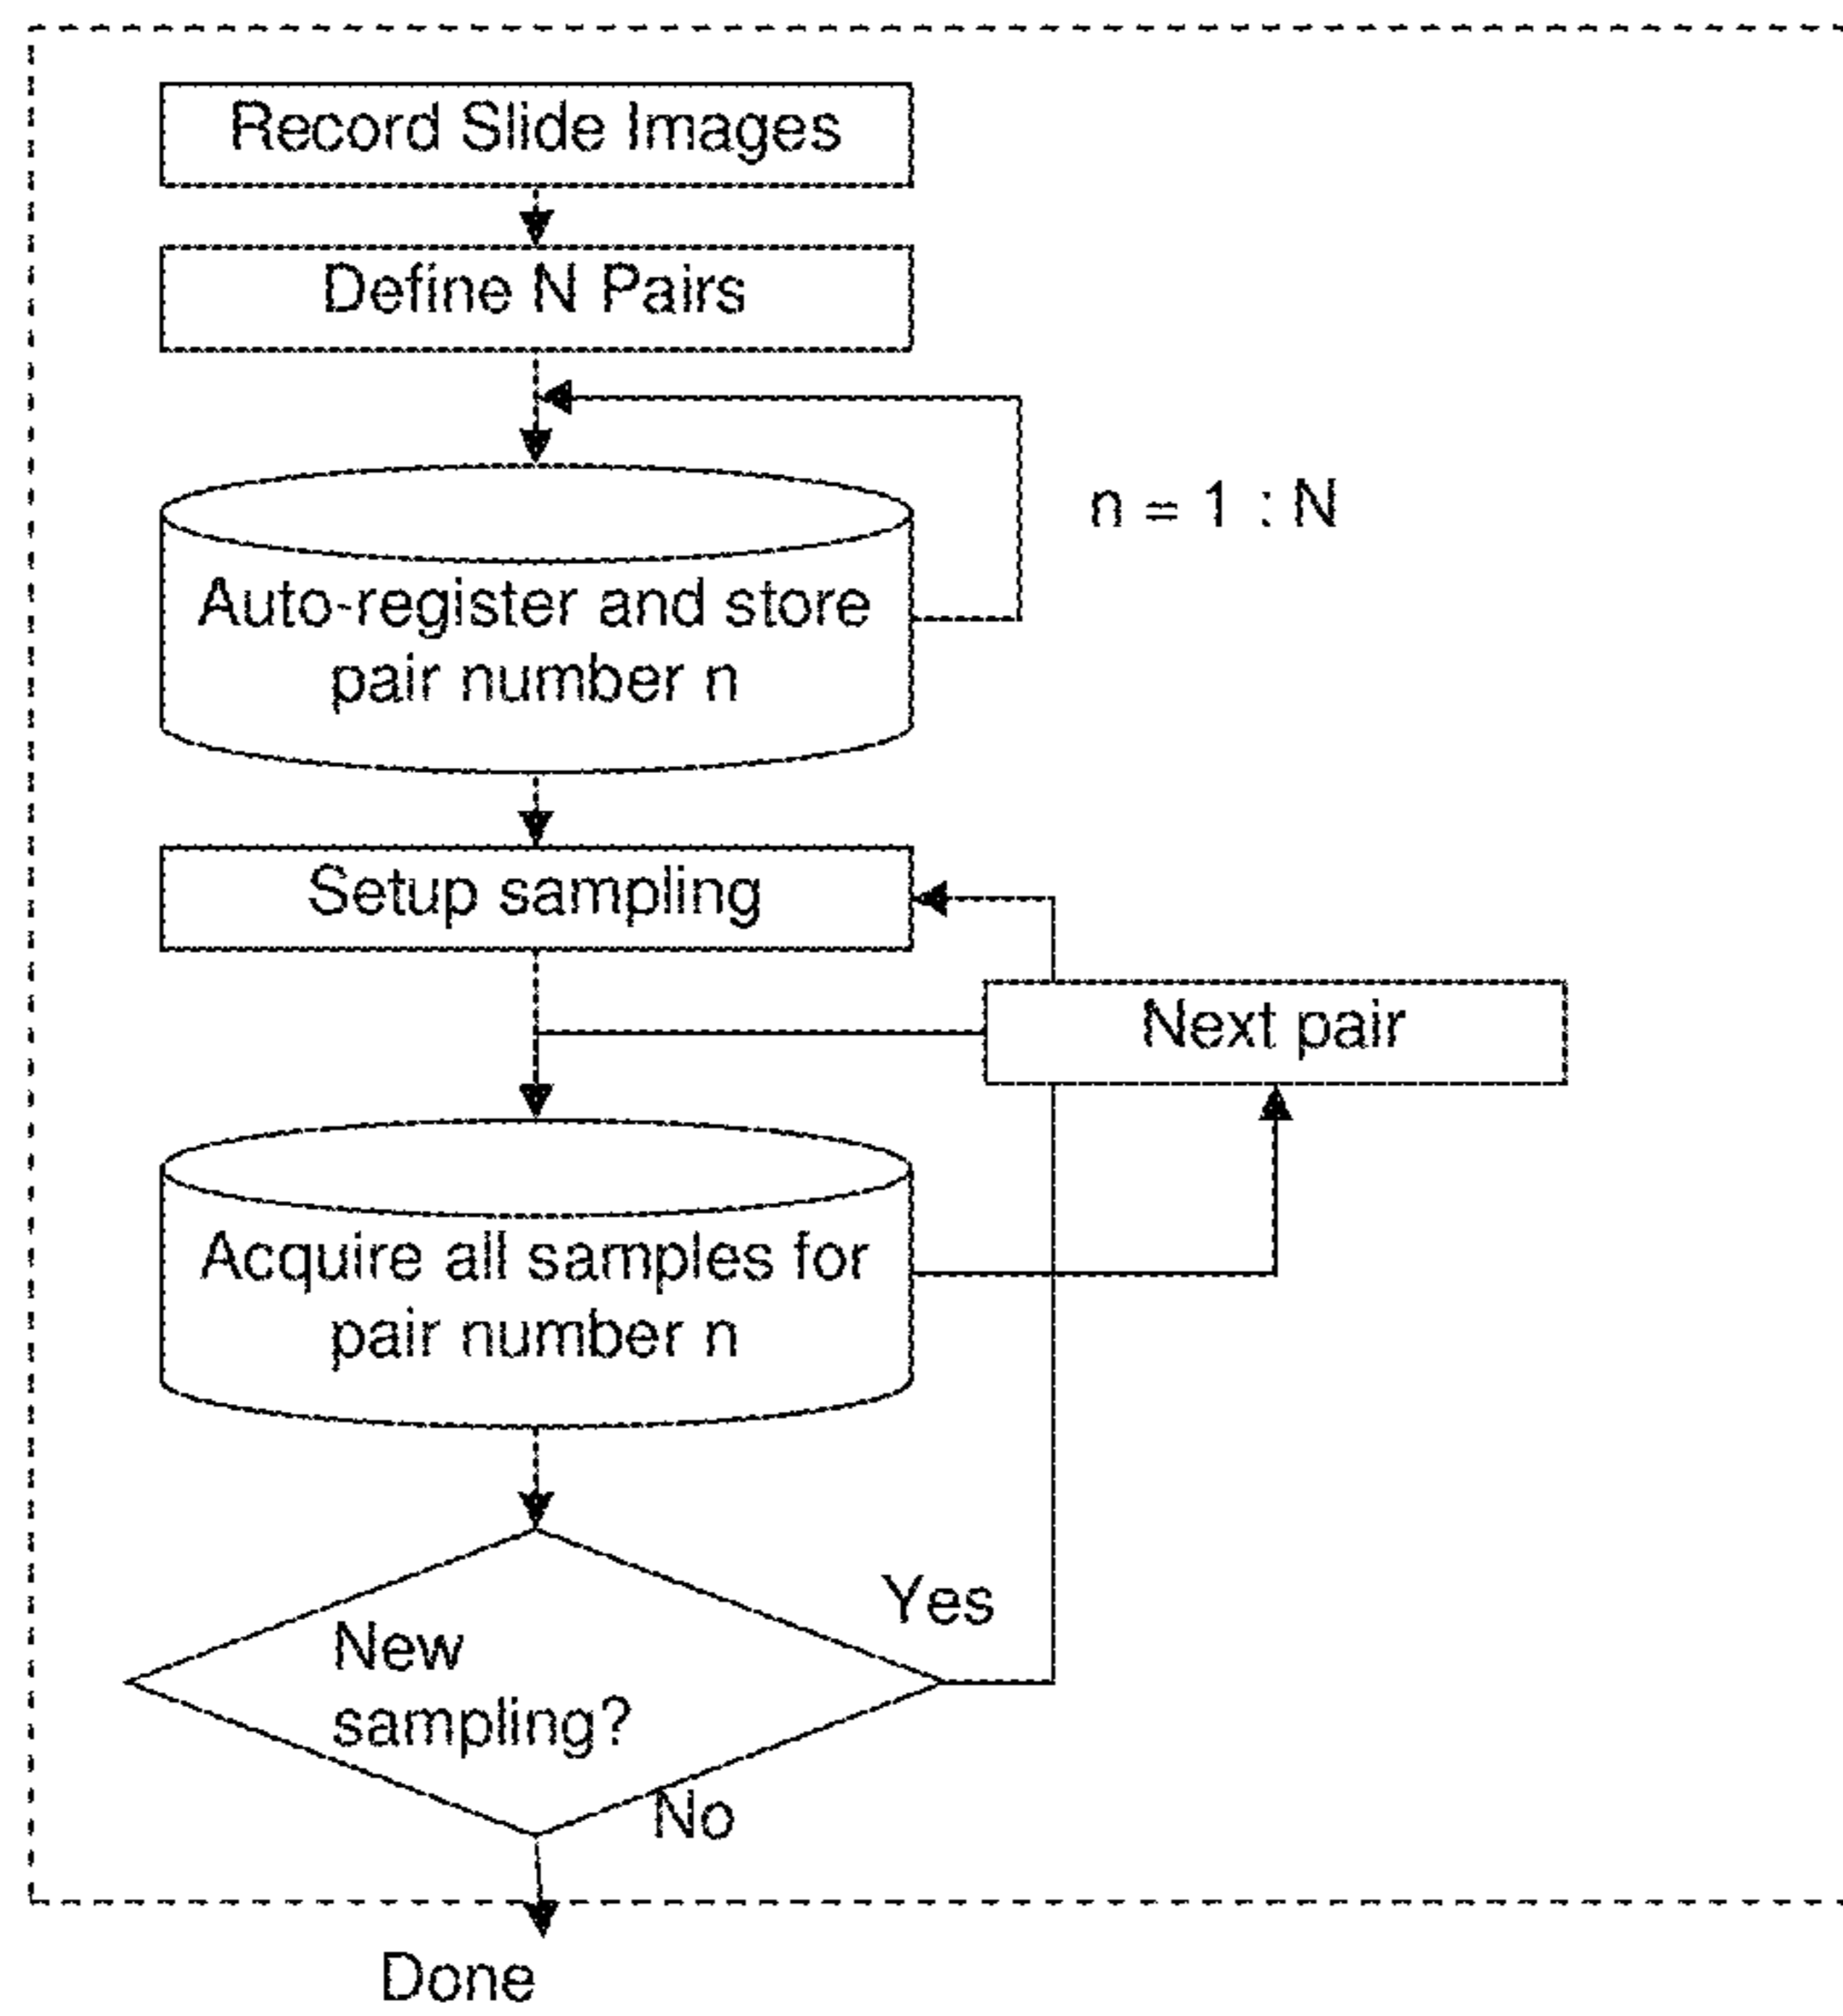 Record Slide Images
Define N Pairs
n = 1 : N
Auto-register and store
pair number n
Setup sampling
Next pair
Acquire all samples for
pair number n
Yes
New
sampling?
No
Done